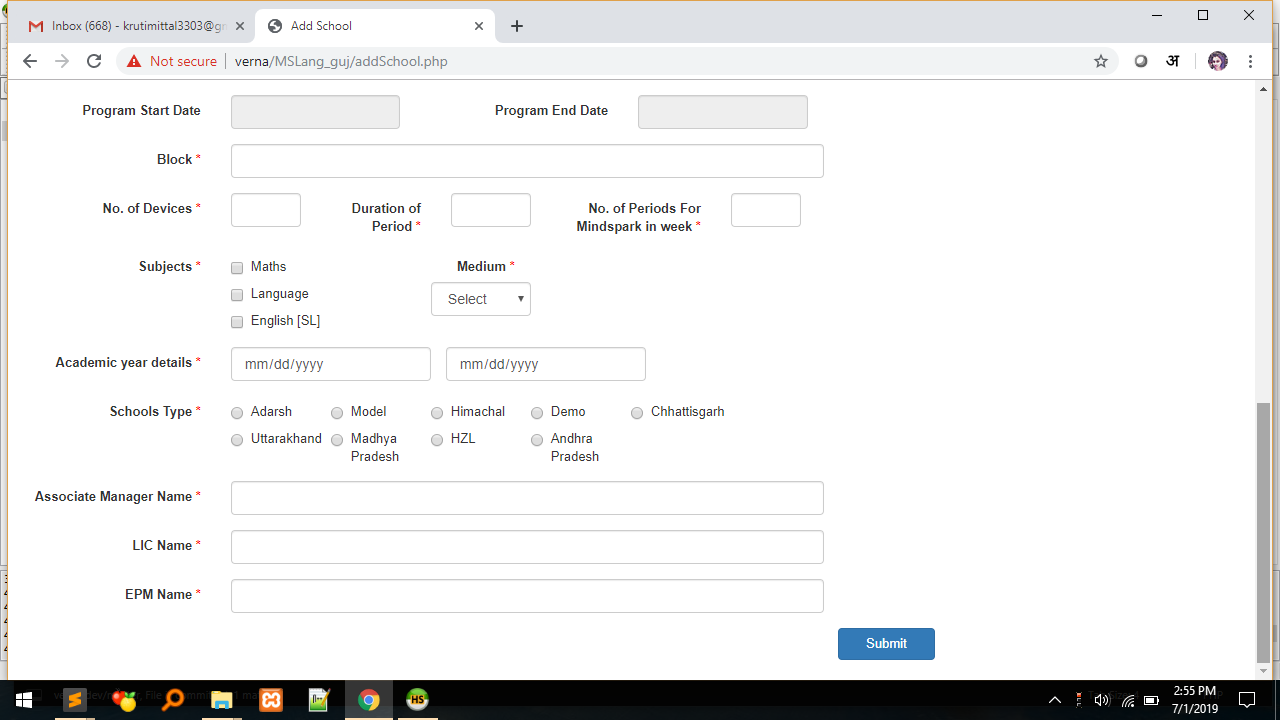 Inbox (668) - krutimittal3303@gr
Add School
Not secure | verna/MSLang_guj/addSchool.php
अ
Program Start Date
Program End Date
Block *
No. of Devices *
Duration of
Period *
No. of Periods For
Mindspark in week *
Subjects *
Maths
Language
English [SL]
Medium *
Select
Academic year details *
mm/dd/yyyy
mm/dd/yyyy
Schools Type *
Adarsh
Model
Himachal
Demo
Chhattisgarh
Uttarakhand
Madhya
Pradesh
HZL
Andhra
Pradesh
Associate Manager Name *
LIC Name *
EPM Name *
Submit
HS
2:55 PM
7/1/2019